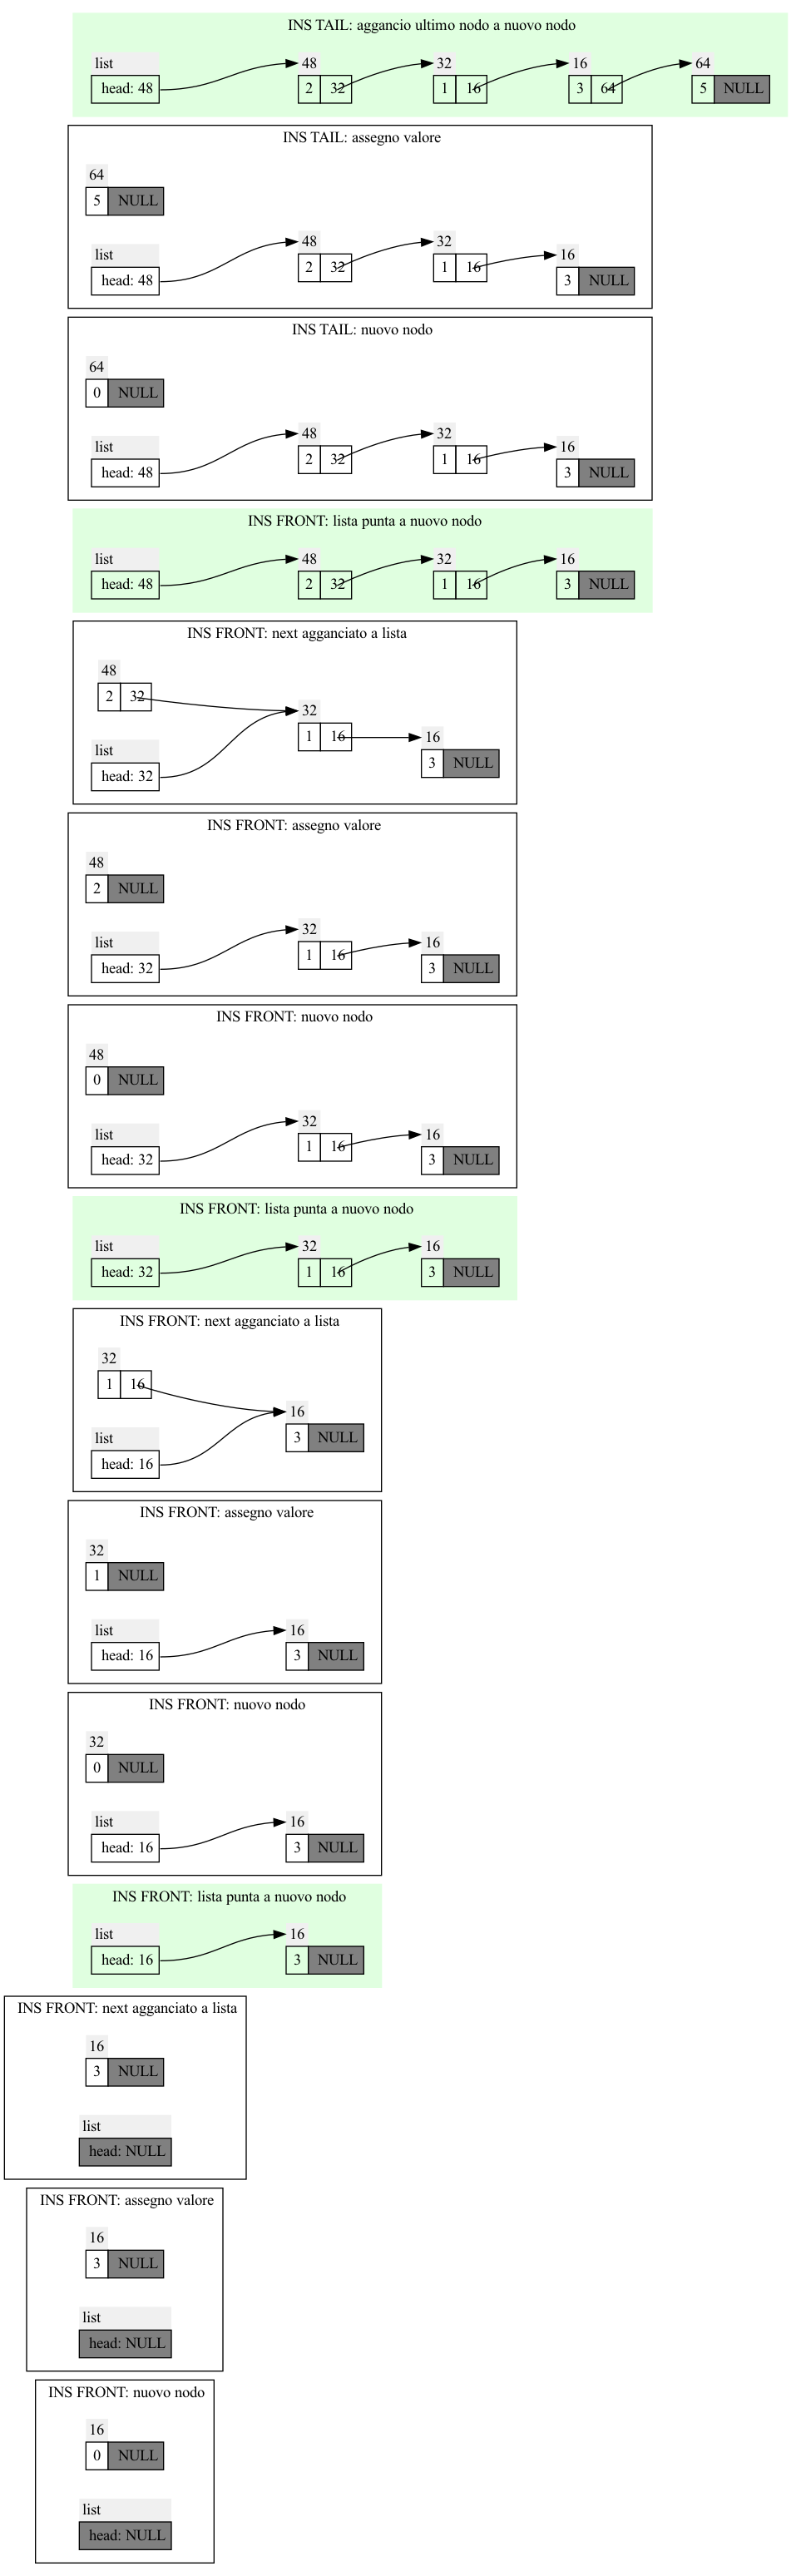 INS TAIL: aggancio ultimo nodo a nuovo nodo
list 48 32 16 64
head: 48 2 32 1 16 3 64 5 NULL
INS TAIL: assegno valore
64
5 NULL
list 48 32 16
head: 48 2 32 1 16 3 NULL
INS TAIL: nuovo nodo
64
0 NULL
list 48 32 16
head: 48 2 32 1 16 3 NULL
INS FRONT: lista punta a nuovo nodo
list 48 32 16
head: 48 2 32 1 16 3 NULL
INS FRONT: next agganciato a lista
48
2 32
list 32 16
head: 32 1 16 3 NULL
INS FRONT: assegno valore
48
2 NULL
list 32 16
head: 32 1 16 3 NULL
INS FRONT: nuovo nodo
48
0 NULL
list 32 16
head: 32 1 16 3 NULL
INS FRONT: lista punta a nuovo nodo
list 32 16
head: 32 1 16 3 NULL
INS FRONT: next agganciato a lista
32
1 16
list 16
head: 16 3 NULL
INS FRONT: assegno valore
32
1 NULL
list 16
head: 16 3 NULL
INS FRONT: nuovo nodo
32
0 NULL
list 16
head: 16 3 NULL
INS FRONT: lista punta a nuovo nodo
list 16
head: 16 3 NULL
INS FRONT: next agganciato a lista
16
3 NULL
list
head: NULL
INS FRONT: assegno valore
16
3 NULL
list
head: NULL
INS FRONT: nuovo nodo
16
0 NULL
list
head: NULL